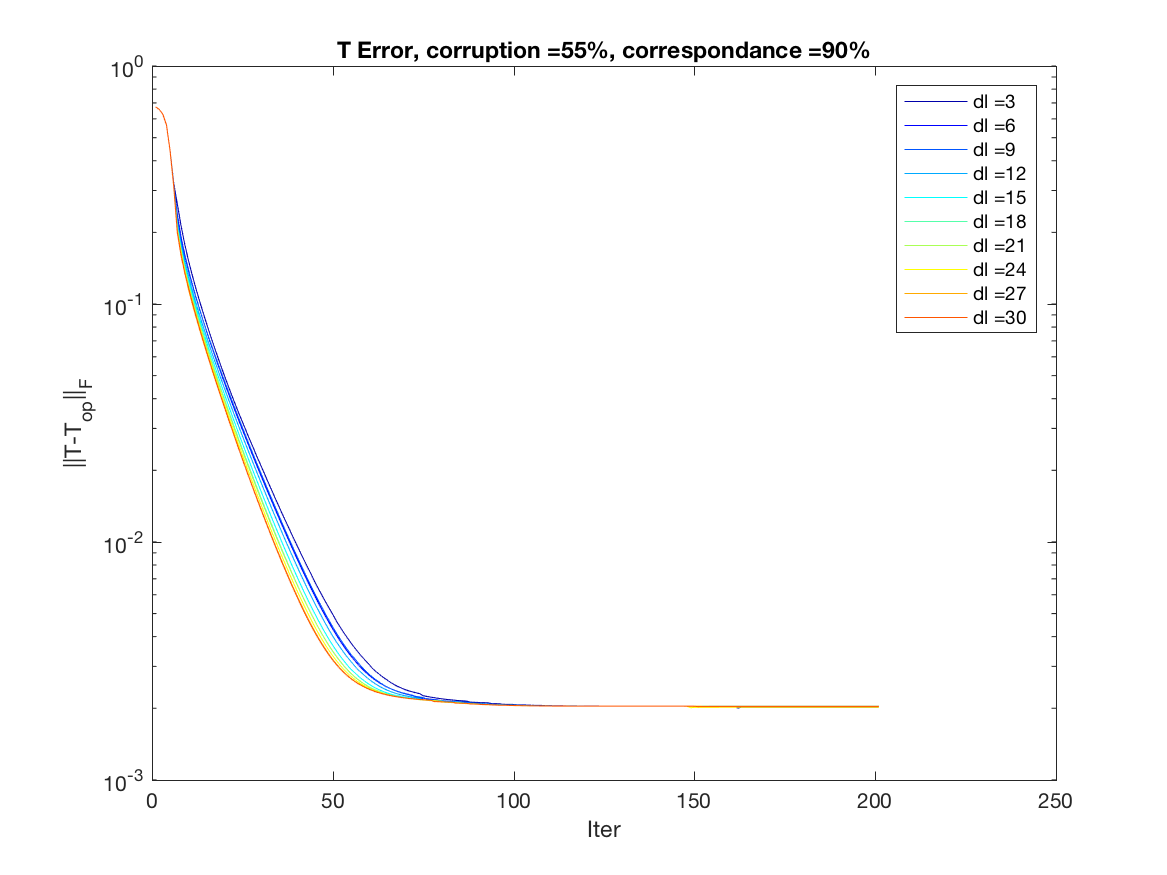 T Error, corruption =55%, correspondance =90%
10^0
10^-1
10^-2
10^-3
||T-T_op||_F
dl =3
dl =6
dl =9
dl =12
dl =15
dl =18
dl =21
dl =24
dl =27
dl =30
0 50 100 150 200 250
Iter